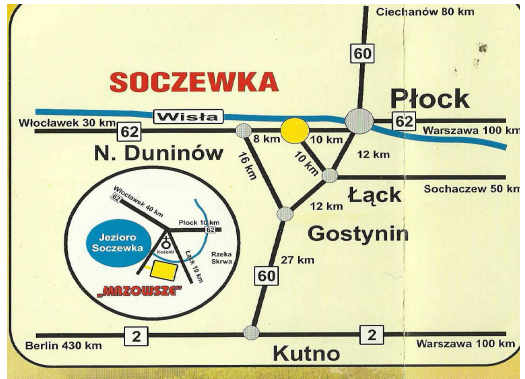 Ciechanów 80 km
60
SOCZEWKA
Płock
Wisła
62
Włocławek 30 km
62
8 km
10 km
Warszawa 100 km
N. Duninów
16 km
10 km
12 km
Łąck
Sochaczew 50 km
12 km
Gostynin
Włocławek 40 km
62
Płock 10 km
62
Jezioro
Soczewka
Kościół
Łąck 10 km
Rzeka
Skrwa
„MAZOWSZE"
27 km
60
2
2
Berlin 430 km
Kutno
Warszawa 100 km